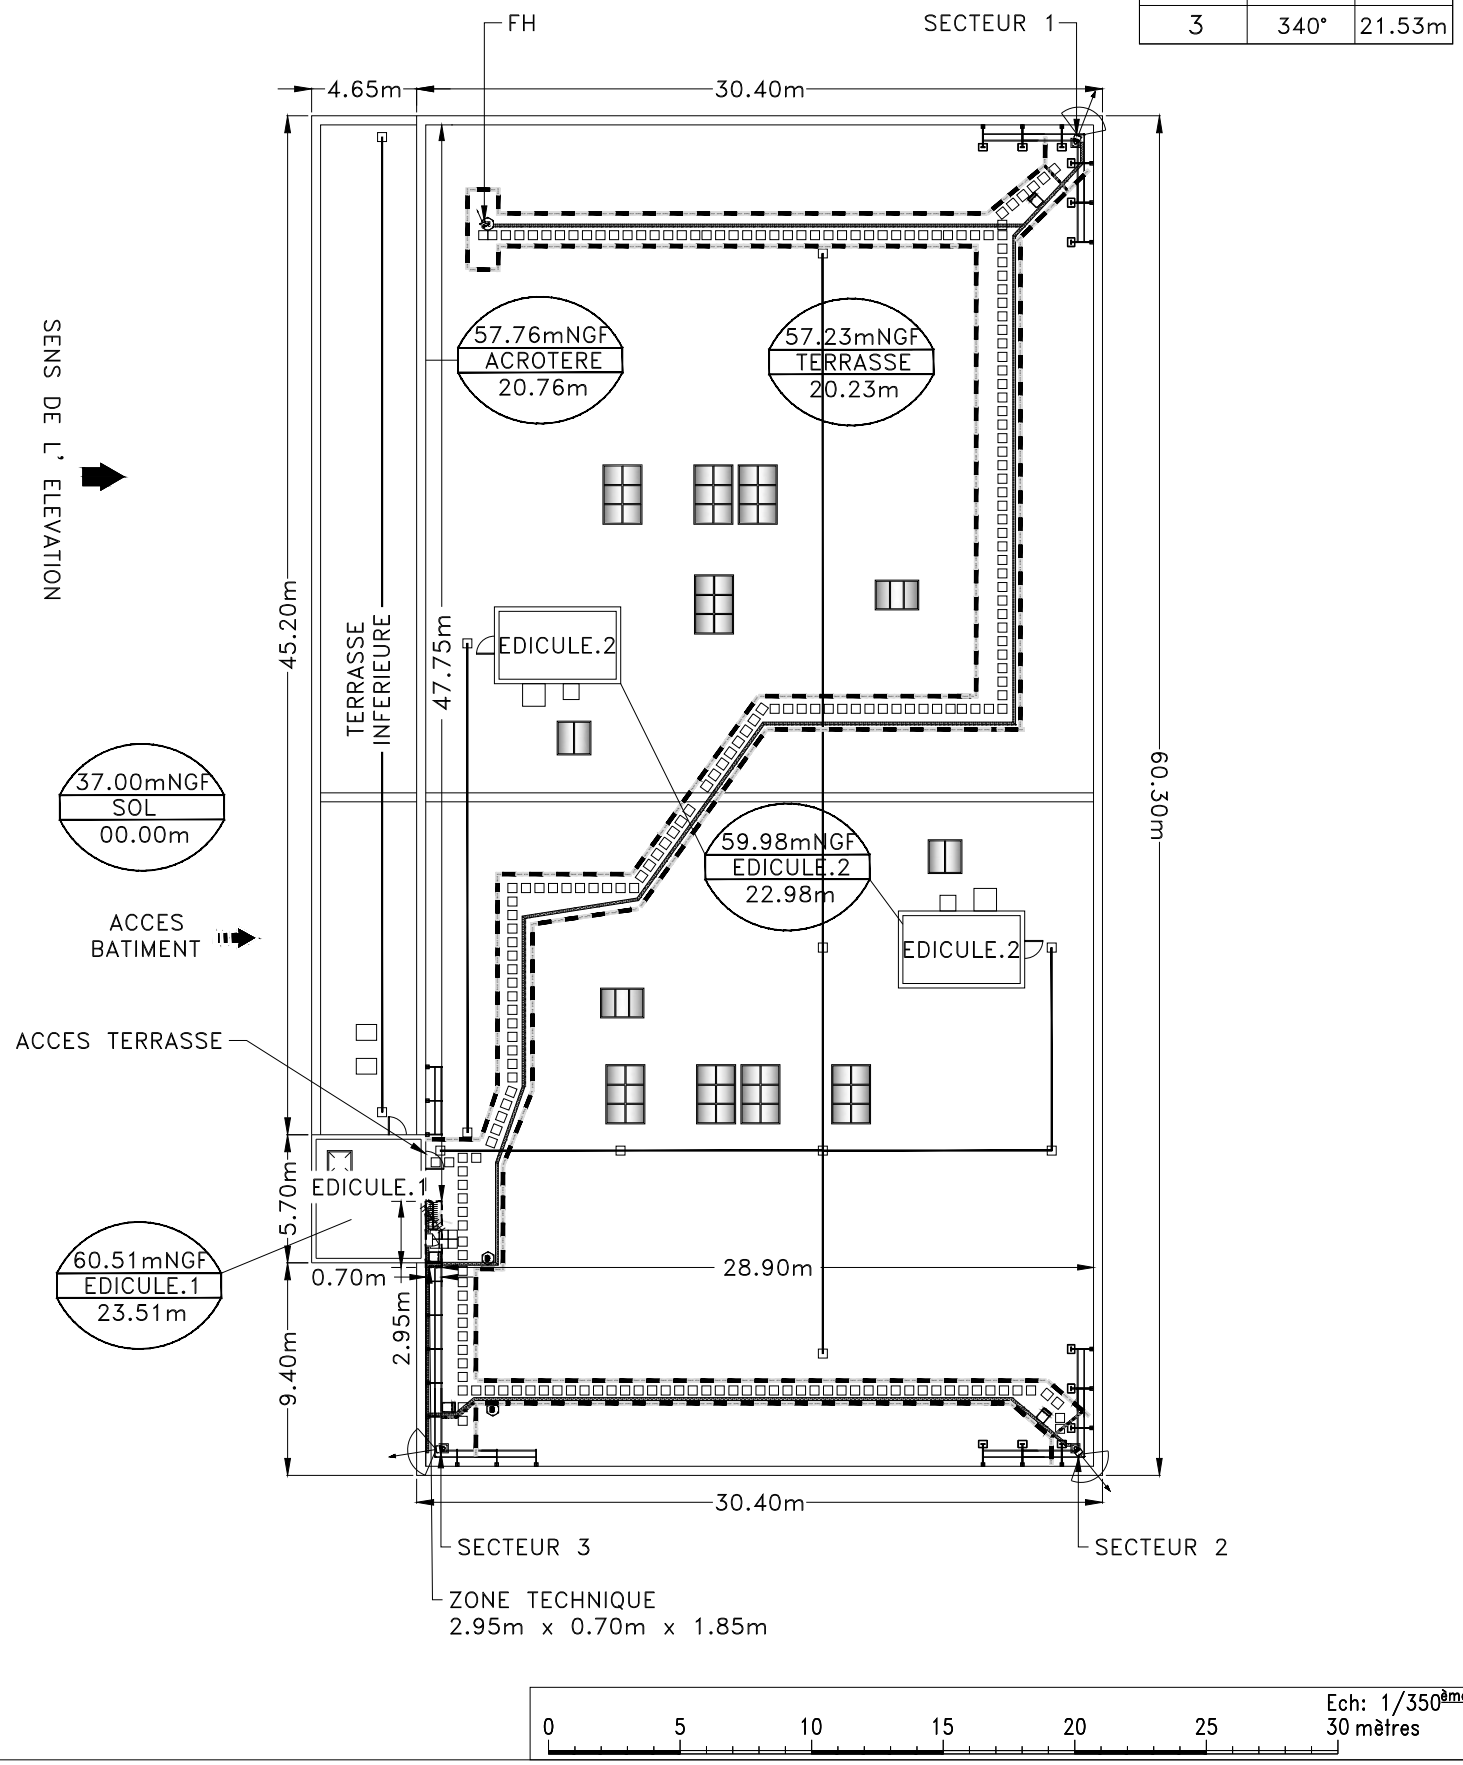 FH
SECTEUR 1
3 340° 21.53m
4.65m
30.40m
57.76mNGF
ACROTERE
20.76m
57.23mNGF
TERRASSE
20.23m
SENS DE L' ELEVATION
45.20m
TERRASSE
INFERIEURE
47.75m
EDICULE.2
60.30m
37.00mNGF
SOL
00.00m
59.98mNGF
EDICULE.2
22.98m
ACCES
BATIMENT
EDICULE.2
ACCES TERRASSE
EDICULE.1
5.70m
60.51mNGF
EDICULE.1
23.51m
0.70m
28.90m
2.95m
9.40m
30.40m
SECTEUR 3
SECTEUR 2
ZONE TECHNIQUE
2.95m x 0.70m x 1.85m
Ech: 1/350ème
0 5 10 15 20 25 30 mètres